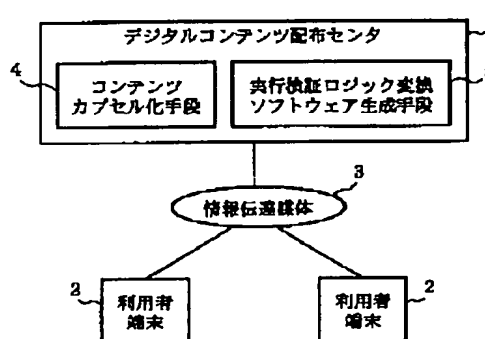 デジタルコンテンツ配布センタ
4
コンテンツ
カプセル化手段
実行検証ロジック変換
ソフトウェア生成手段
3
情報伝達媒体
2
利用者
端末
2
利用者
端末